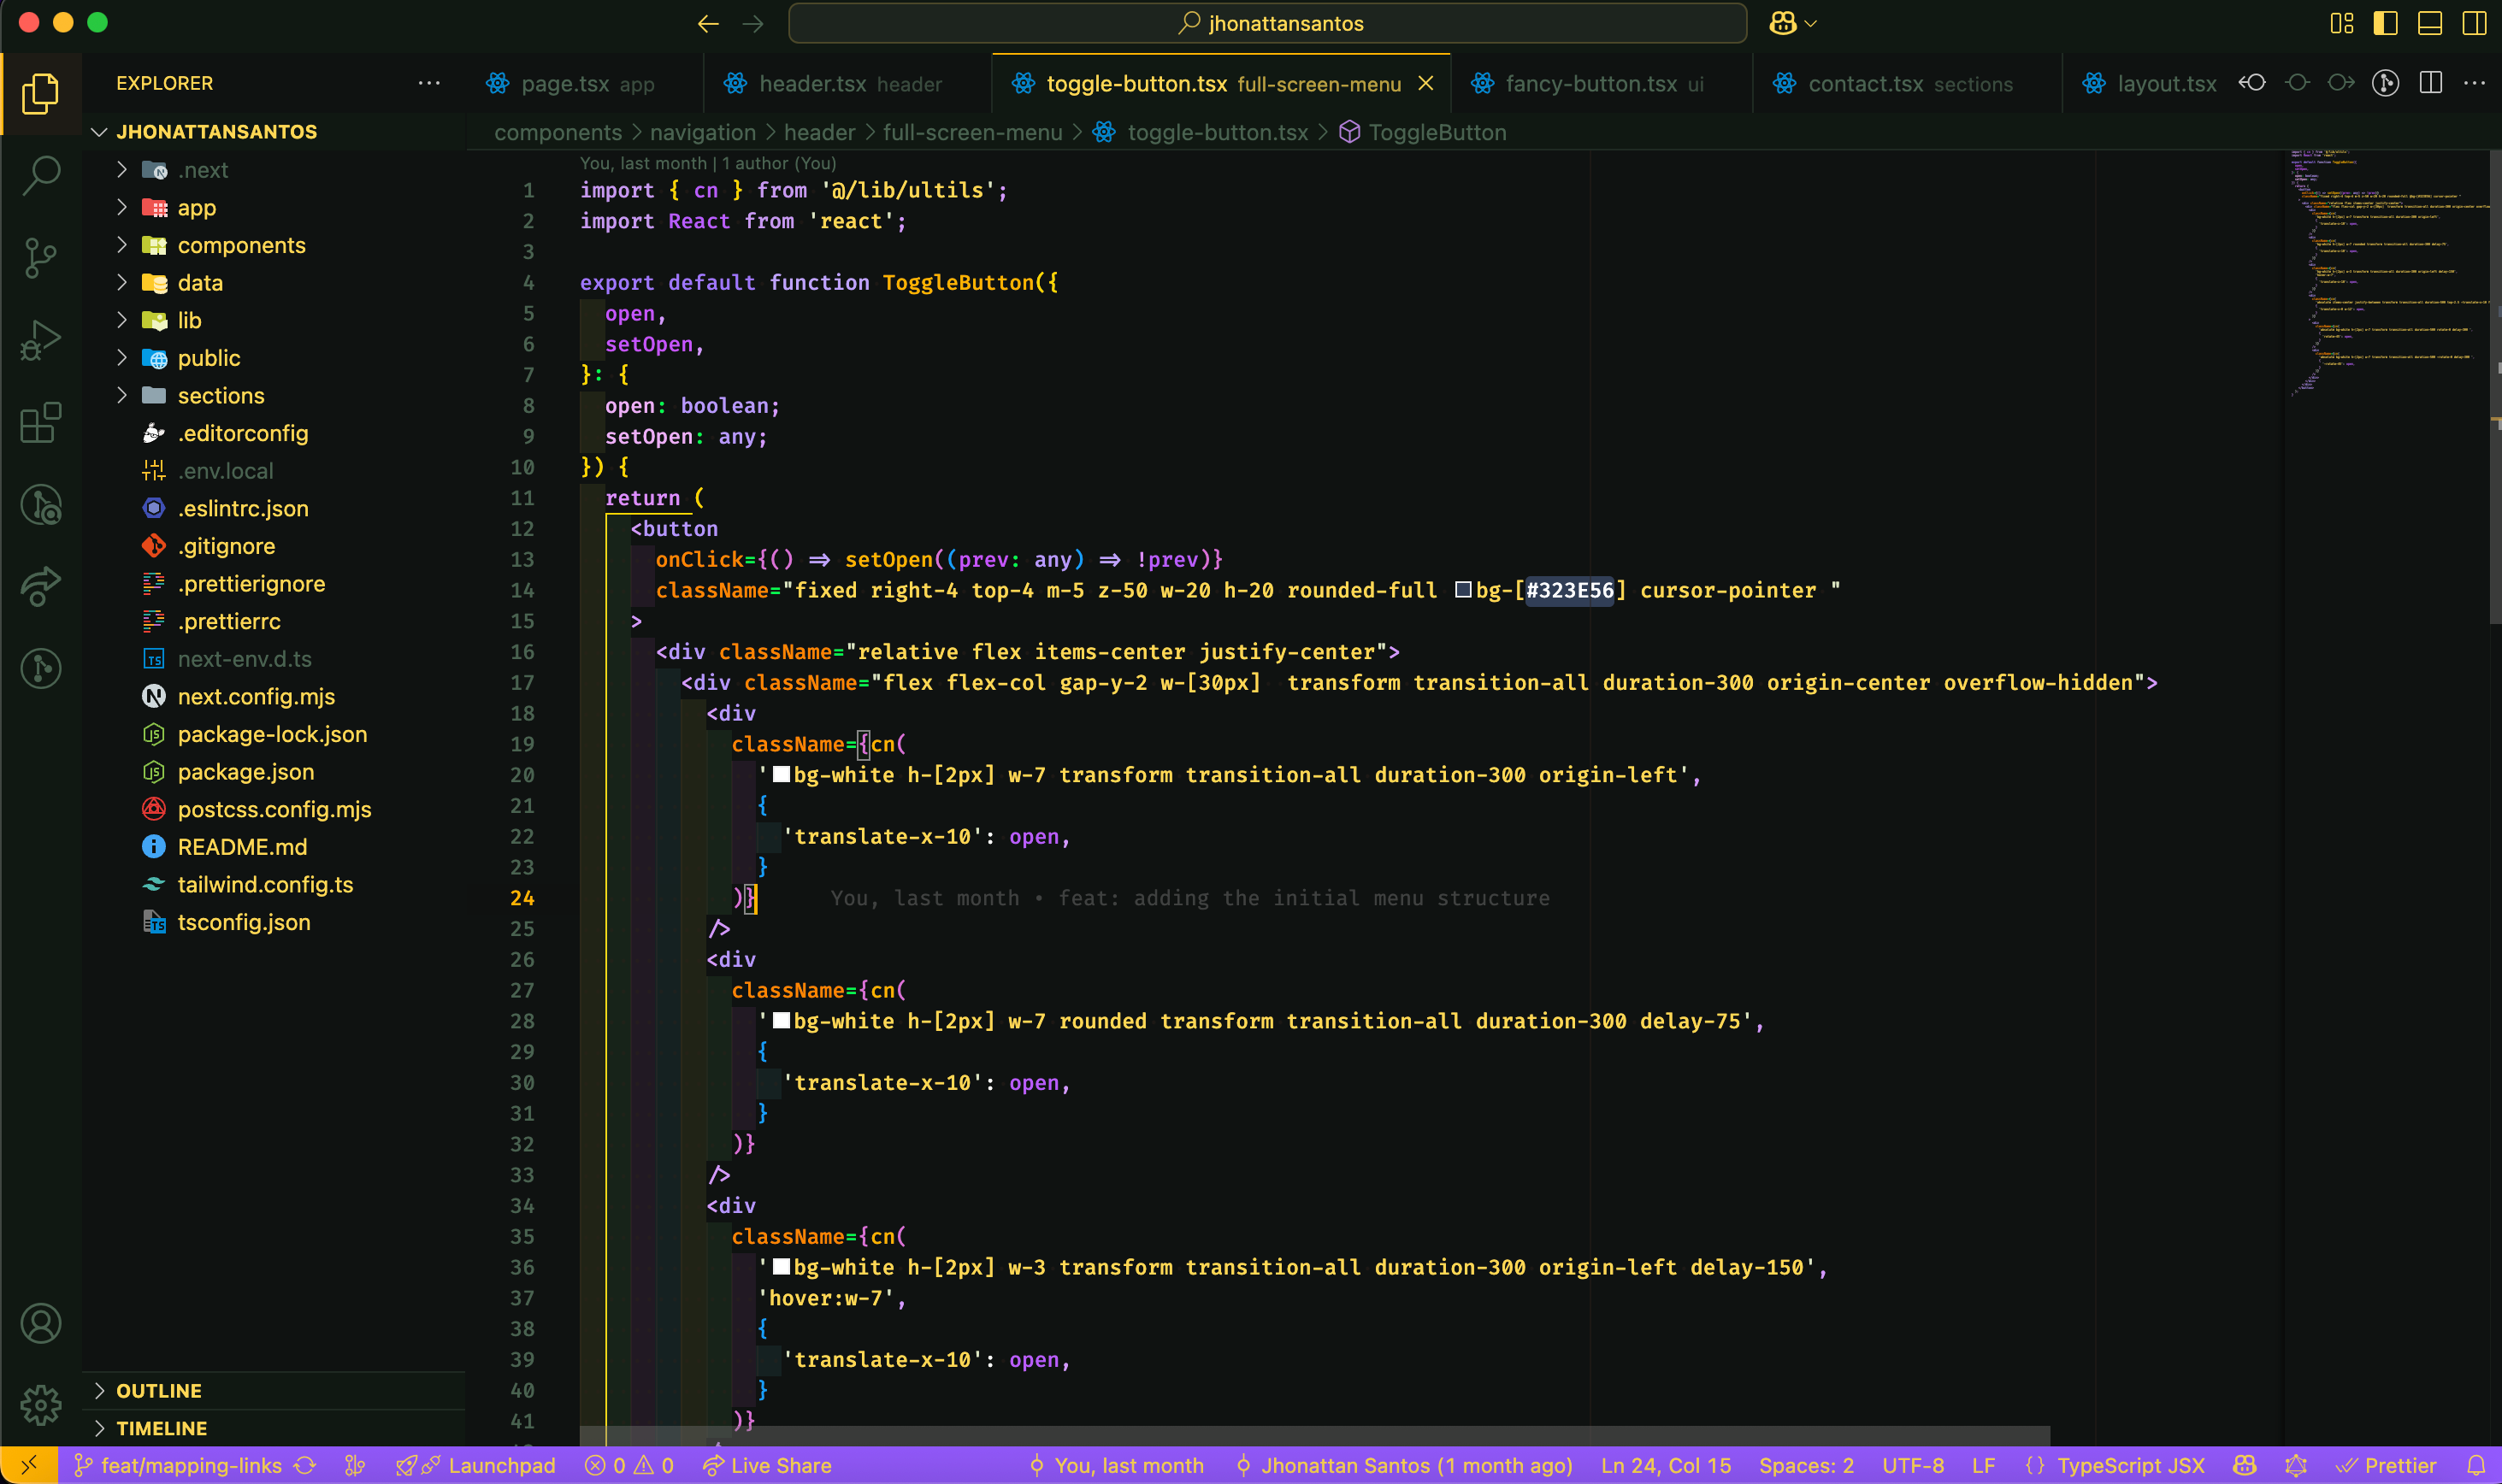 jhonattansantos
EXPLORER
page.tsx app
header.tsx header
toggle-button.tsx full-screen-menu
fancy-button.tsx ui
contact.tsx sections
layout.tsx
JHONATTANSANTOS
.next
app
components
data
lib
public
sections
.editorconfig
.env.local
.eslintrc.json
.gitignore
.prettierignore
.prettierrc
next-env.d.ts
next.config.mjs
package-lock.json
package.json
postcss.config.mjs
README.md
tailwind.config.ts
tsconfig.json
OUTLINE
TIMELINE
components > navigation > header > full-screen-menu > toggle-button.tsx > ToggleButton
You, last month | 1 author (You)
1 import { cn } from '@/lib/ultils';
2 import React from 'react';
3
4 export default function ToggleButton({
5 open,
6 setOpen,
7 }: {
8 open: boolean;
9 setOpen: any;
10 }) {
11 return (
12 <button
13 onClick={() => setOpen((prev: any) => !prev)}
14 className="fixed right-4 top-4 m-5 z-50 w-20 h-20 rounded-full bg-[#323E56] cursor-pointer "
15 >
16 <div className="relative flex items-center justify-center">
17 <div className="flex flex-col gap-y-2 w-[30px]  transform transition-all duration-300 origin-center overflow-hidden">
18 <div
19 className={cn(
20 'bg-white h-[2px] w-7 transform transition-all duration-300 origin-left',
21 {
22 'translate-x-10': open,
23 }
24 )} You, last month • feat: adding the initial menu structure
25 />
26 <div
27 className={cn(
28 'bg-white h-[2px] w-7 rounded transform transition-all duration-300 delay-75',
29 {
30 'translate-x-10': open,
31 }
32 )}
33 />
34 <div
35 className={cn(
36 'bg-white h-[2px] w-3 transform transition-all duration-300 origin-left delay-150',
37 'hover:w-7',
38 {
39 'translate-x-10': open,
40 }
41 )}
feat/mapping-links
Launchpad
0 0
Live Share
You, last month
Jhonattan Santos (1 month ago)
Ln 24, Col 15
Spaces: 2
UTF-8
LF
{} TypeScript JSX
Prettier